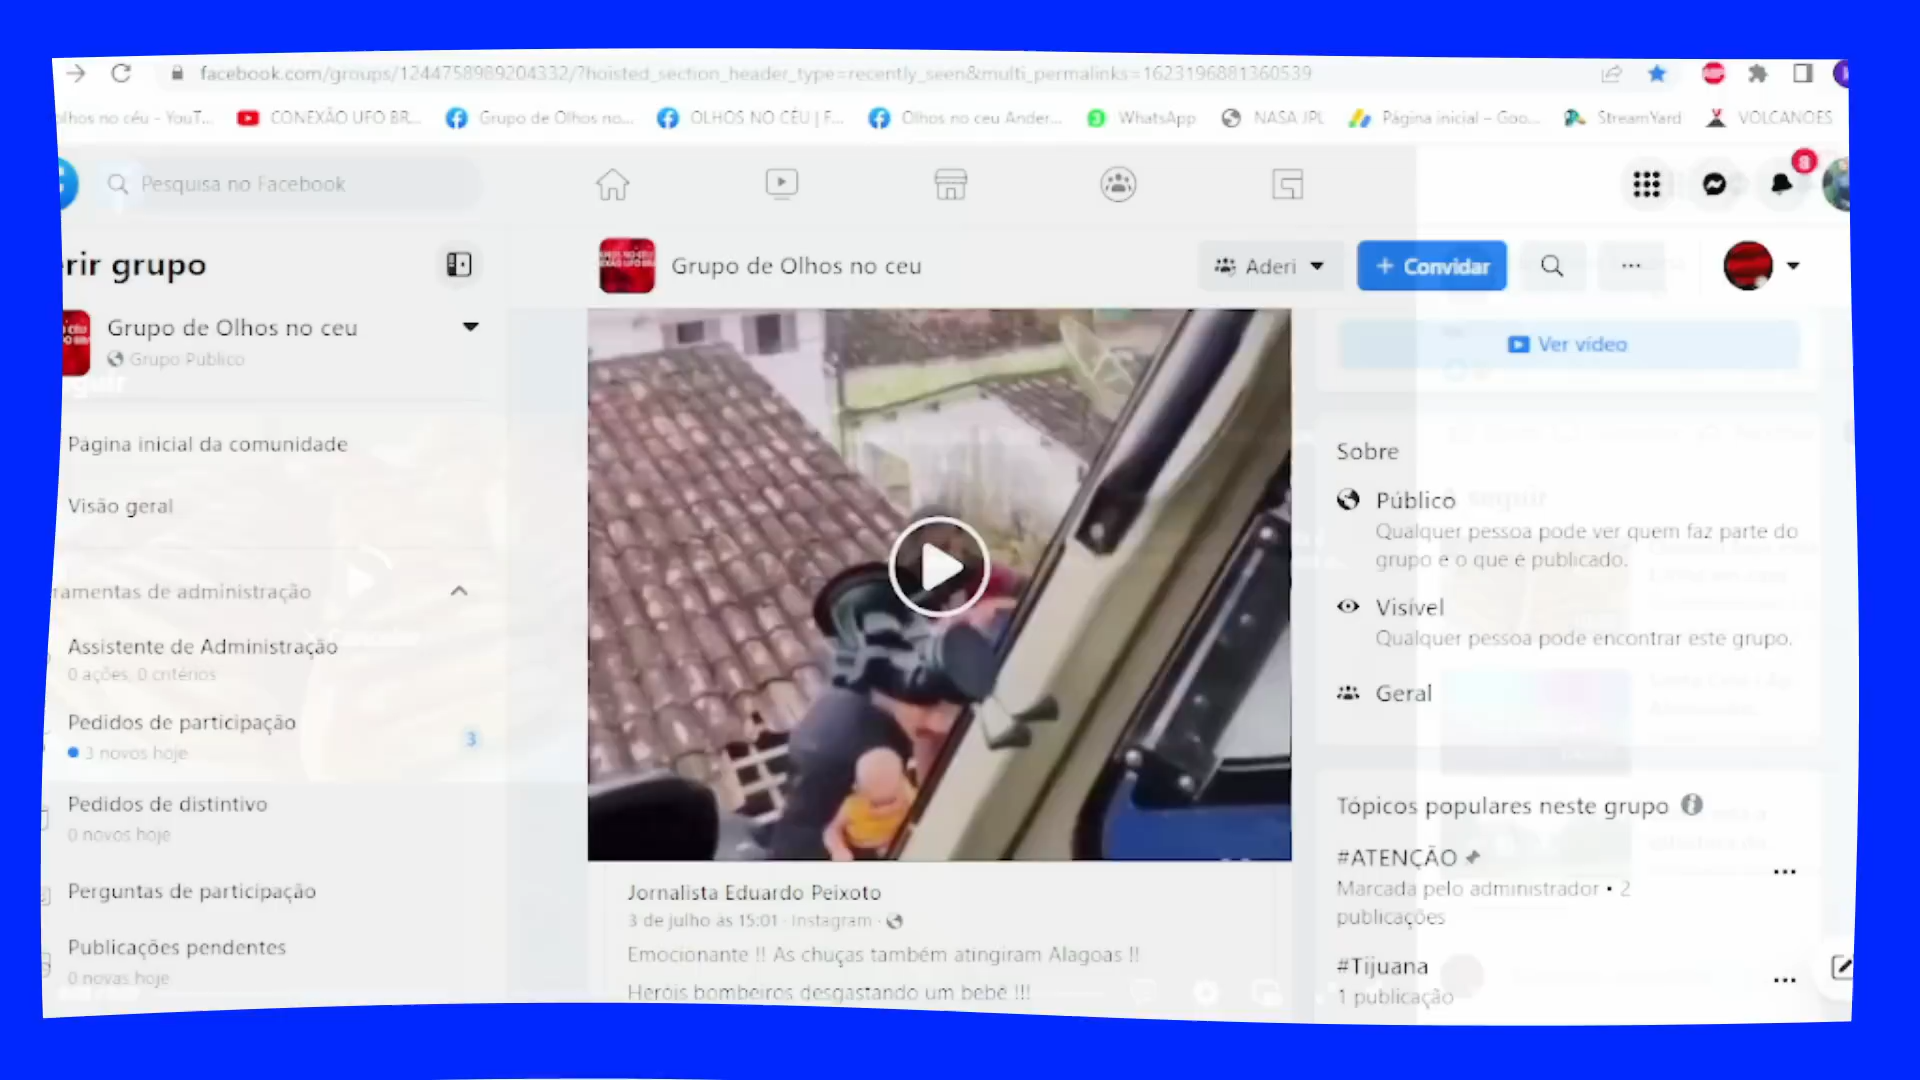 facebook.com/groups/1244758989204332/?hoisted_section_header_type=recently_seen&multi_permalinks=1623196881360539
olhos no céu – YouT...
CONEXÃO UFO BR...
Grupo de Olhos no...
OLHOS NO CÉU | F...
Olhos no ceu Ander...
WhatsApp
NASA JPL
Página inicial – Goo...
StreamYard
VOLCANOES
Pesquisa no Facebook
8
rir grupo
Grupo de Olhos no ceu
Aderi
+ Convidar
...
Grupo de Olhos no ceu
Grupo Público
Ver vídeo
Página inicial da comunidade
Visão geral
Sobre
Público
Qualquer pessoa pode ver quem faz parte do
grupo e o que é publicado.
Visível
Qualquer pessoa pode encontrar este grupo.
Geral
ramentas de administração
Assistente de Administração
0 ações, 0 critérios
Pedidos de participação
3 novos hoje
3
Pedidos de distintivo
0 novos hoje
Perguntas de participação
Publicações pendentes
0 novas hoje
Jornalista Eduardo Peixoto
3 de julho às 15:01 · Instagram ·
Emocionante !! As chuças também atingiram Alagoas !!
Heróis bombeiros desgastando um bebê !!!
Tópicos populares neste grupo
#ATENÇÃO
Marcada pelo administrador • 2
publicações
#Tijuana
1 publicação